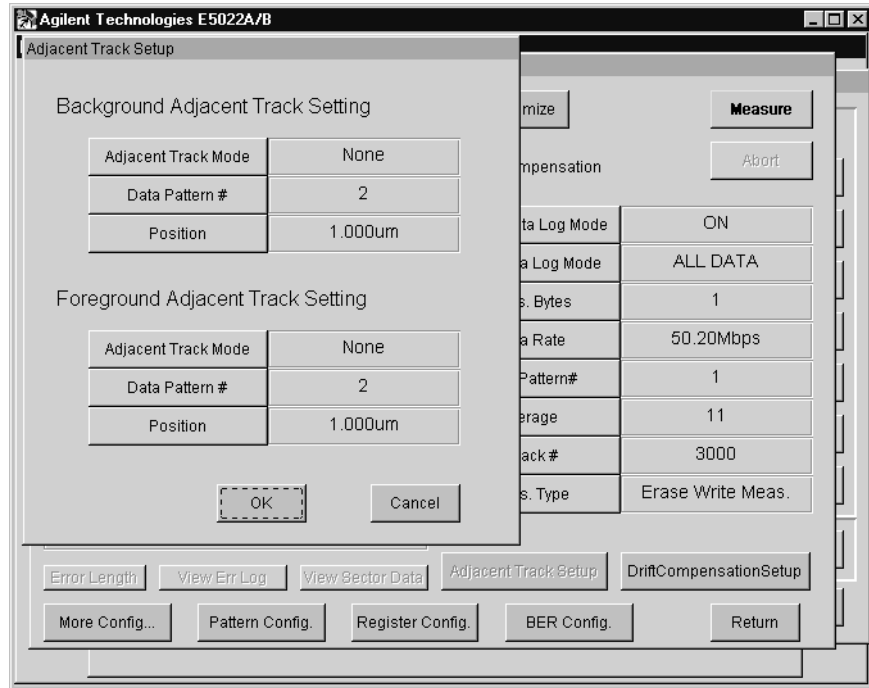 Agilent Technologies E5022A/B
Adjacent Track Setup
Background Adjacent Track Setting
Adjacent Track Mode None
Data Pattern # 2
Position 1.000um
Foreground Adjacent Track Setting
Adjacent Track Mode None
Data Pattern # 2
Position 1.000um
OK Cancel
mize Measure
mpensation Abort
ta Log Mode ON
a Log Mode ALL DATA
s. Bytes 1
a Rate 50.20Mbps
Pattern# 1
erage 11
ack # 3000
s. Type Erase Write Meas.
Error Length View Err Log View Sector Data Adjacent Track Setup DriftCompensationSetup
More Config... Pattern Config. Register Config. BER Config. Return